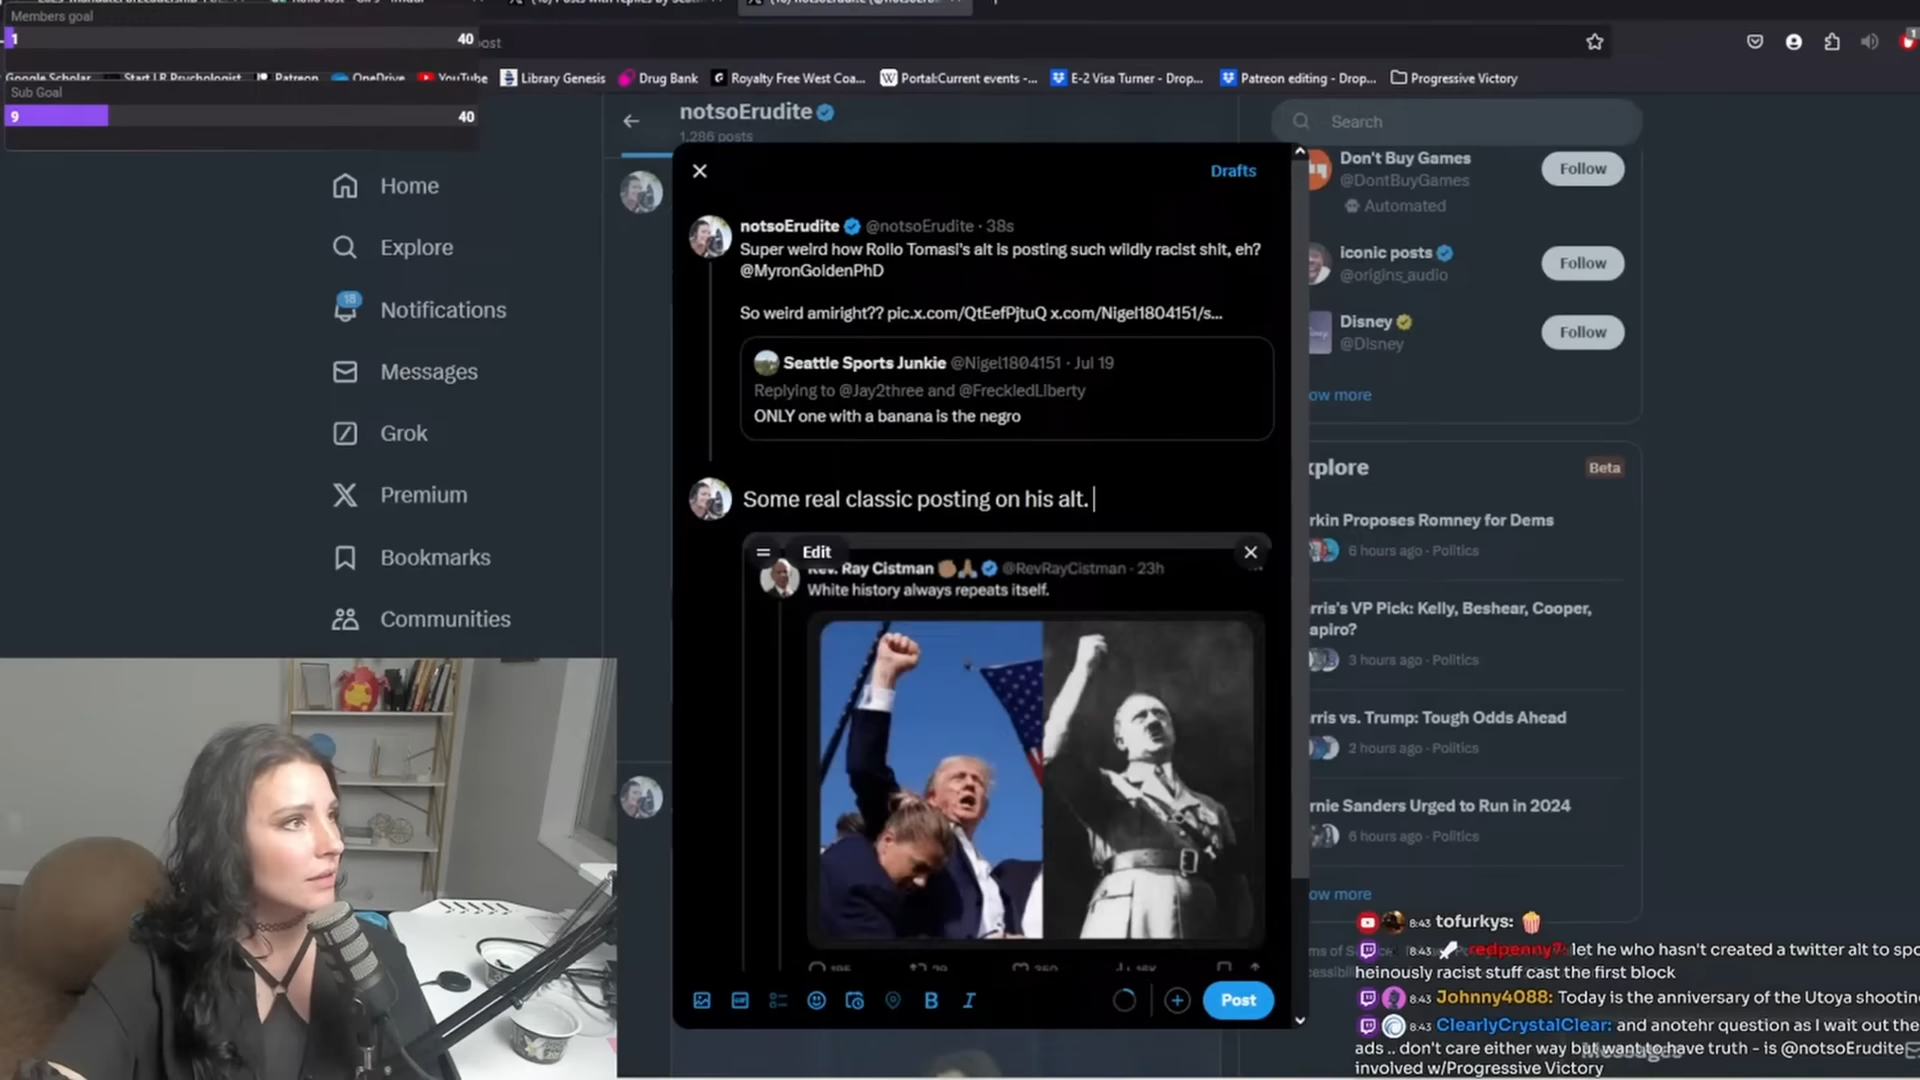 Members goal
1
40
Google Scholar
Start LR Psychologist
Patreon
OneDrive
YouTube
Library Genesis
Drug Bank
Royalty Free West Coa...
Portal:Current events -...
E-2 Visa Turner - Drop...
Patreon editing - Drop...
Progressive Victory
Sub Goal
9
40
notsoErudite
1,286 posts
Search
Home
Explore
18
Notifications
Messages
Grok
Premium
Bookmarks
Communities
Drafts
notsoErudite @notsoErudite · 38s
Super weird how Rollo Tomasi's alt is posting such wildly racist shit, eh?
@MyronGoldenPhD
So weird amiright?? pic.x.com/QtEefPjtuQ x.com/Nigel1804151/s...
Seattle Sports Junkie @Nigel1804151 · Jul 19
Replying to @Jay2three and @FreckledLiberty
ONLY one with a banana is the negro
Some real classic posting on his alt.
Edit
Rev. Ray Cistman @RevRayCistman · 23h
White history always repeats itself.
Post
Don't Buy Games
@DontBuyGames
Automated
Follow
iconic posts
@origins_audio
Follow
Disney
@Disney
Follow
ow more
xplore
Beta
rkin Proposes Romney for Dems
6 hours ago · Politics
rris's VP Pick: Kelly, Beshear, Cooper,
apiro?
3 hours ago · Politics
rris vs. Trump: Tough Odds Ahead
2 hours ago · Politics
rnie Sanders Urged to Run in 2024
6 hours ago · Politics
ow more
8:43 tofurkys:
8:43 redpenny7: let he who hasn't created a twitter alt to spo
heinously racist stuff cast the first block
8:43 Johnny4088: Today is the anniversary of the Utoya shootin
8:43 ClearlyCrystalClear: and anotehr question as I wait out the
ads .. don't care either way but want to have truth - is @notsoErudite
involved w/Progressive Victory
Messages